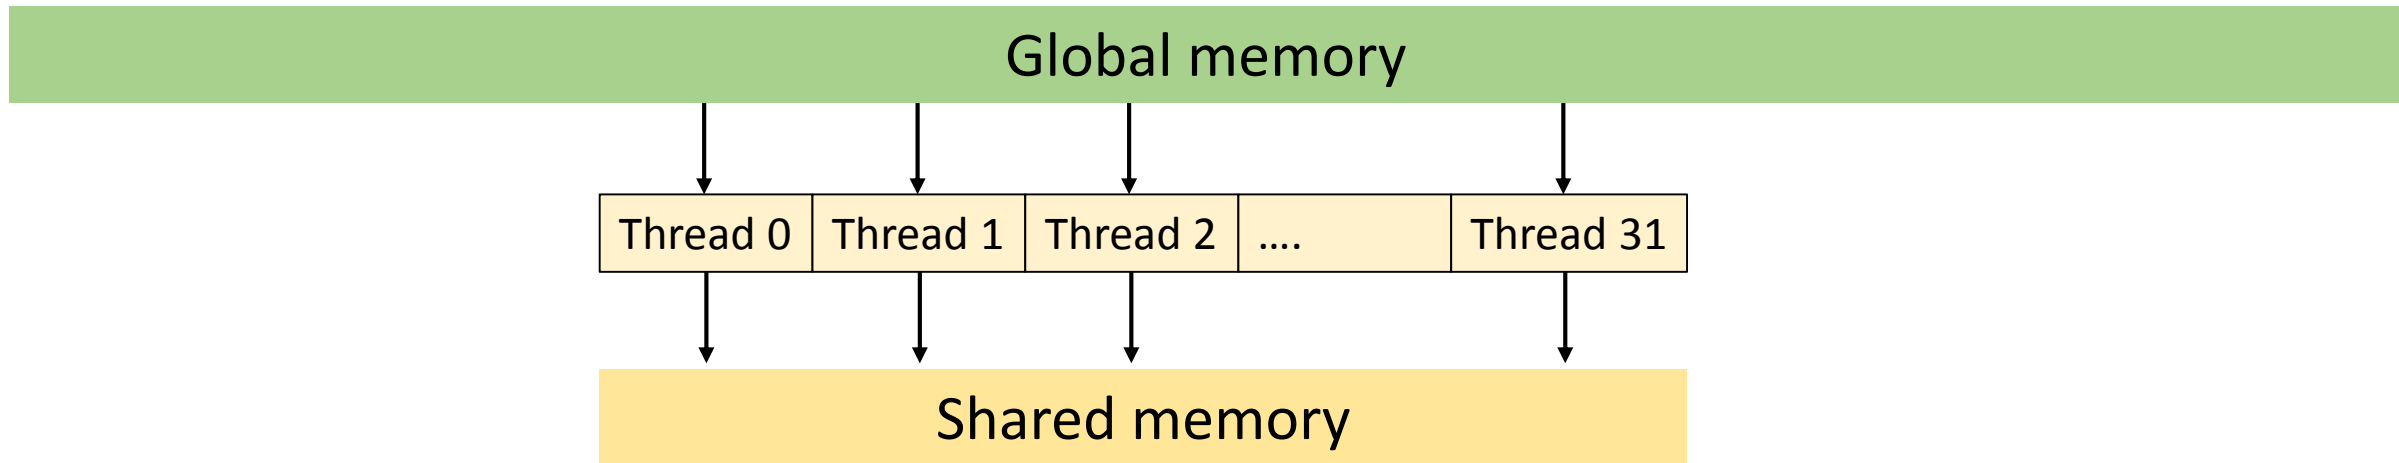 Global memory
Thread 0 Thread 1 Thread 2 .... Thread 31
Shared memory